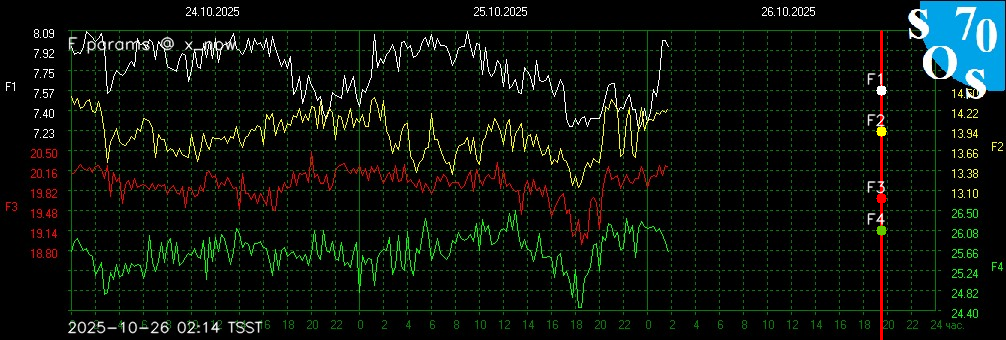 24.10.2025 25.10.2025 26.10.2025
SOS 70
F params @ x_now
8.09
7.92
7.75
7.57
7.40
7.23
20.50
20.16
19.82
19.48
19.14
18.80
F1
F3
F1
F2
F3
F4
14.22
13.94
13.66
13.38
13.10
26.50
26.08
25.66
25.24
24.82
24.40
F2
F4
2025-10-26 02:14 TSST
14 16 18 20 22 0 2 4 6 8 10 12 14 16 18 20 22 0 2 4 6 8 10 12 14 16 18 20 22 24 час.